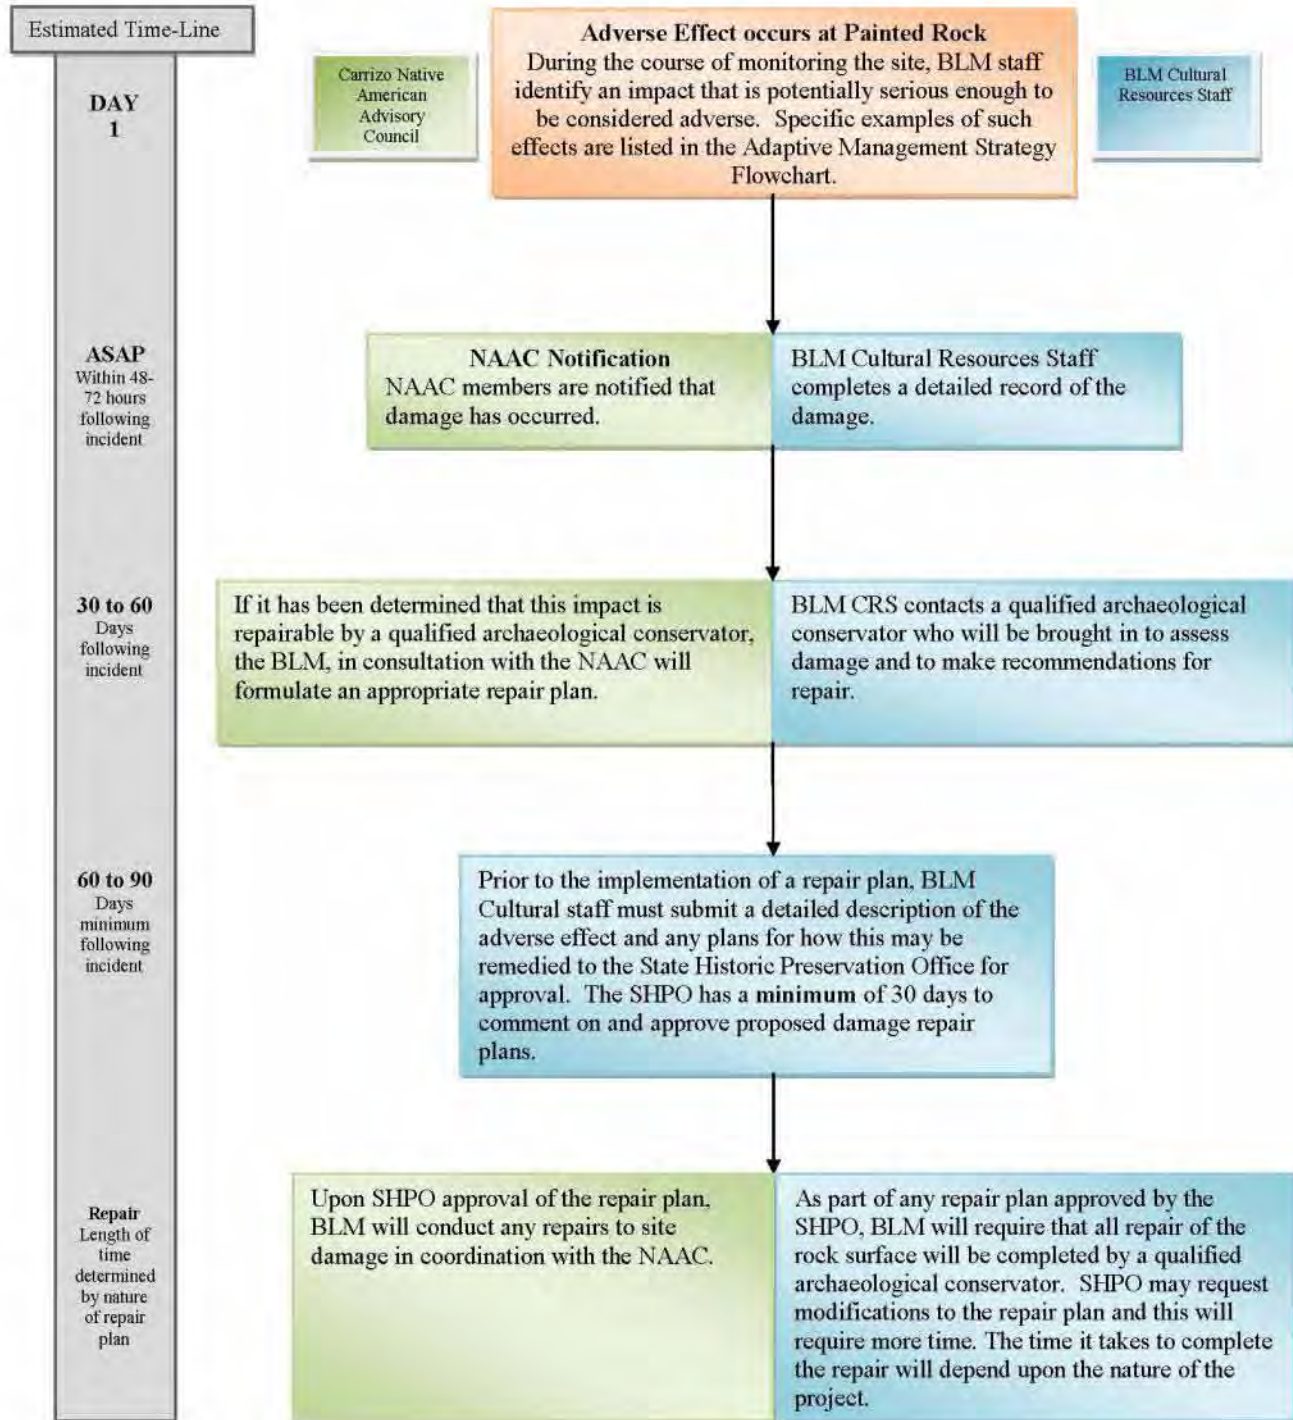 Estimated Time-Line
DAY
1
Carrizo Native
American
Advisory
Council
Adverse Effect occurs at Painted Rock
During the course of monitoring the site, BLM staff
identify an impact that is potentially serious enough to
be considered adverse. Specific examples of such
effects are listed in the Adaptive Management Strategy
Flowchart.
BLM Cultural
Resources Staff
ASAP
Within 48-
72 hours
following
incident
NAAC Notification
NAAC members are notified that
damage has occurred.
BLM Cultural Resources Staff
completes a detailed record of the
damage.
30 to 60
Days
following
incident
If it has been determined that this impact is
repairable by a qualified archaeological conservator,
the BLM, in consultation with the NAAC will
formulate an appropriate repair plan.
BLM CRS contacts a qualified archaeological
conservator who will be brought in to assess
damage and to make recommendations for
repair.
60 to 90
Days
minimum
following
incident
Prior to the implementation of a repair plan, BLM
Cultural staff must submit a detailed description of the
adverse effect and any plans for how this may be
remedied to the State Historic Preservation Office for
approval. The SHPO has a minimum of 30 days to
comment on and approve proposed damage repair
plans.
Repair
Length of
time
determined
by nature
of repair
plan
Upon SHPO approval of the repair plan,
BLM will conduct any repairs to site
damage in coordination with the NAAC.
As part of any repair plan approved by the
SHPO, BLM will require that all repair of the
rock surface will be completed by a qualified
archaeological conservator. SHPO may request
modifications to the repair plan and this will
require more time. The time it takes to complete
the repair will depend upon the nature of the
project.